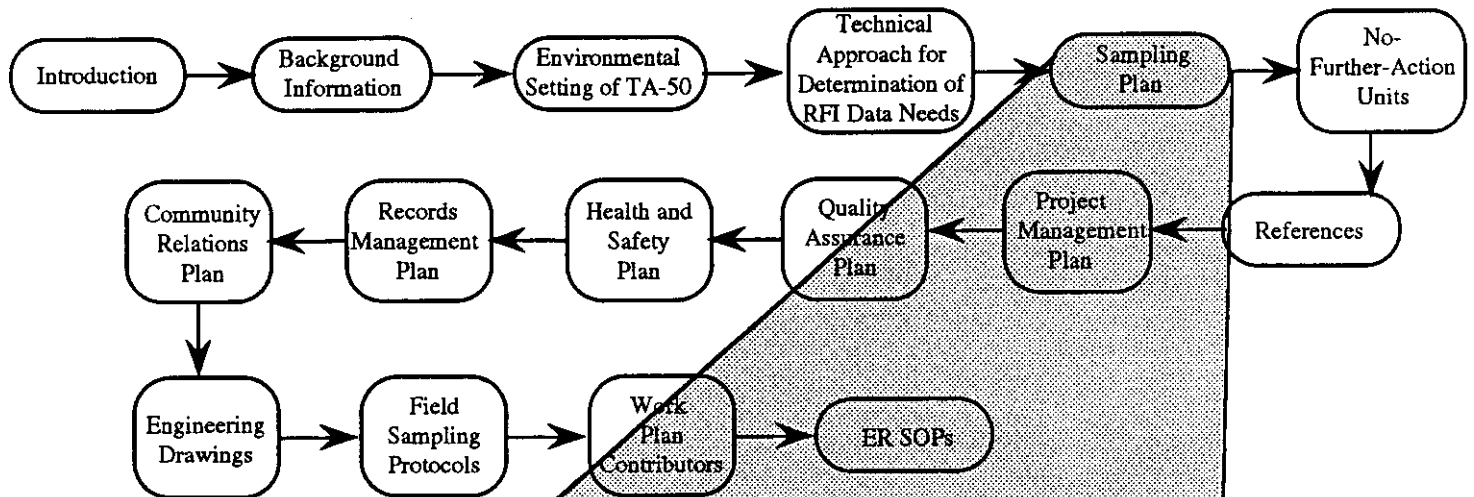 Introduction
Background
Information
Environmental
Setting of TA-50
Technical
Approach for
Determination of
RFI Data Needs
Sampling
Plan
No-
Further-Action
Units
References
Project
Management
Plan
Quality
Assurance
Plan
Health and
Safety
Plan
Records
Management
Plan
Community
Relations
Plan
Engineering
Drawings
Field
Sampling
Protocols
Work
Plan
Contributors
ER SOPs